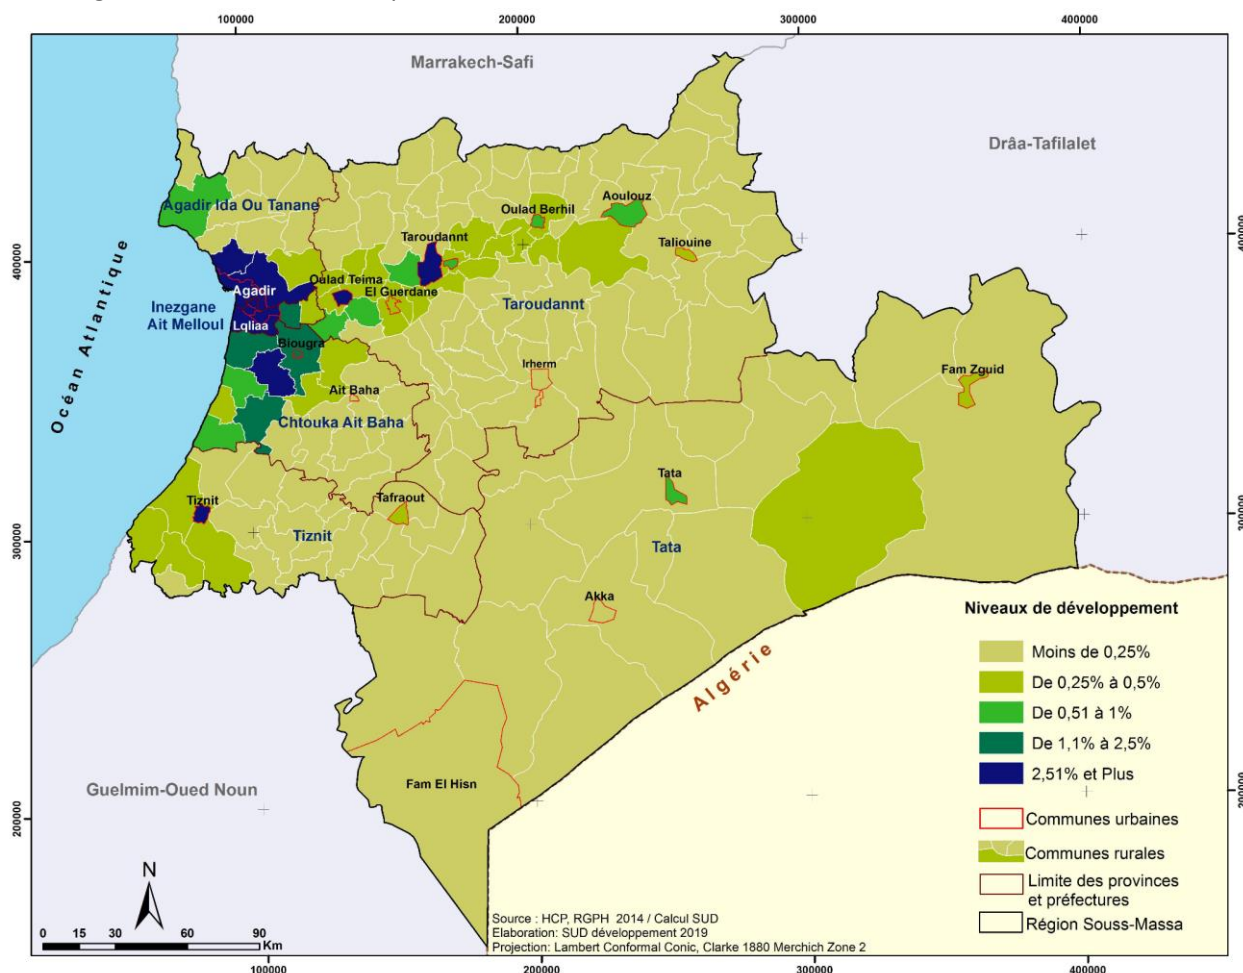 100000
200000
300000
400000
Marrakech-Safi
Drâa-Tafilalet
Agadir Ida Ou Tanane
Oulad Berhil
Aoulouz
Taroudannt
Taliouine
400000
400000
Océan Atlantique
Oulad Teima
El Guerdane
Agadir
Inezgane
Ait Melloul
Lqliaa
Taroudannt
Biougra
Irherm
Fam Zguid
Ait Baha
Chtouka Ait Baha
Tata
Tiznit
Tafraout
300000
300000
Tiznit
Tata
Akka
Algérie
Fam El Hisn
Guelmim-Oued Noun
200000
200000
Niveaux de développement
Moins de 0,25%
De 0,25% à 0,5%
De 0,51 à 1%
De 1,1% à 2,5%
2,51% et Plus
Communes urbaines
Communes rurales
Limite des provinces
et préfectures
Région Souss-Massa
N
0 15 30 60 90
Km
Source : HCP, RGPH 2014 / Calcul SUD
Elaboration: SUD développement 2019
Projection: Lambert Conformal Conic, Clarke 1880 Merchich Zone 2
100000
200000
300000
400000